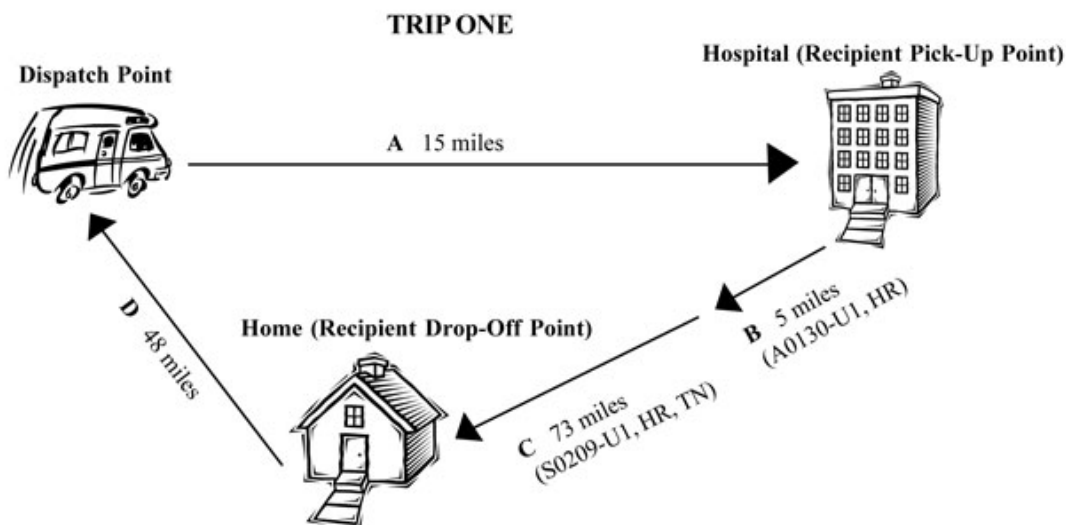 TRIP ONE
Hospital (Recipient Pick-Up Point)
Dispatch Point
A 15 miles
B 5 miles
(A0130-U1, HR)
Home (Recipient Drop-Off Point)
C 73 miles
(S0209-U1, HR, TN)
D 48 miles